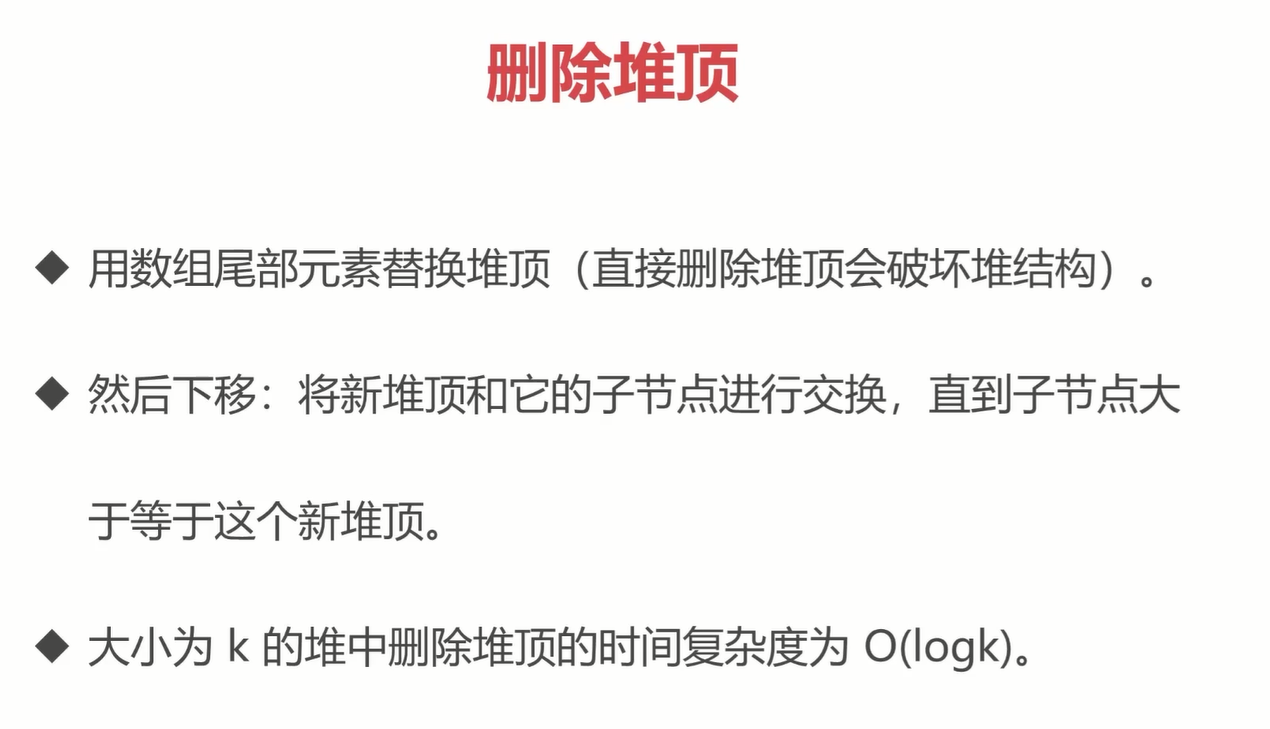 删除堆顶
◆ 用数组尾部元素替换堆顶（直接删除堆顶会破坏堆结构）。
◆ 然后下移：将新堆顶和它的子节点进行交换，直到子节点大
于等于这个新堆顶。
◆ 大小为 k 的堆中删除堆顶的时间复杂度为 O(logk)。